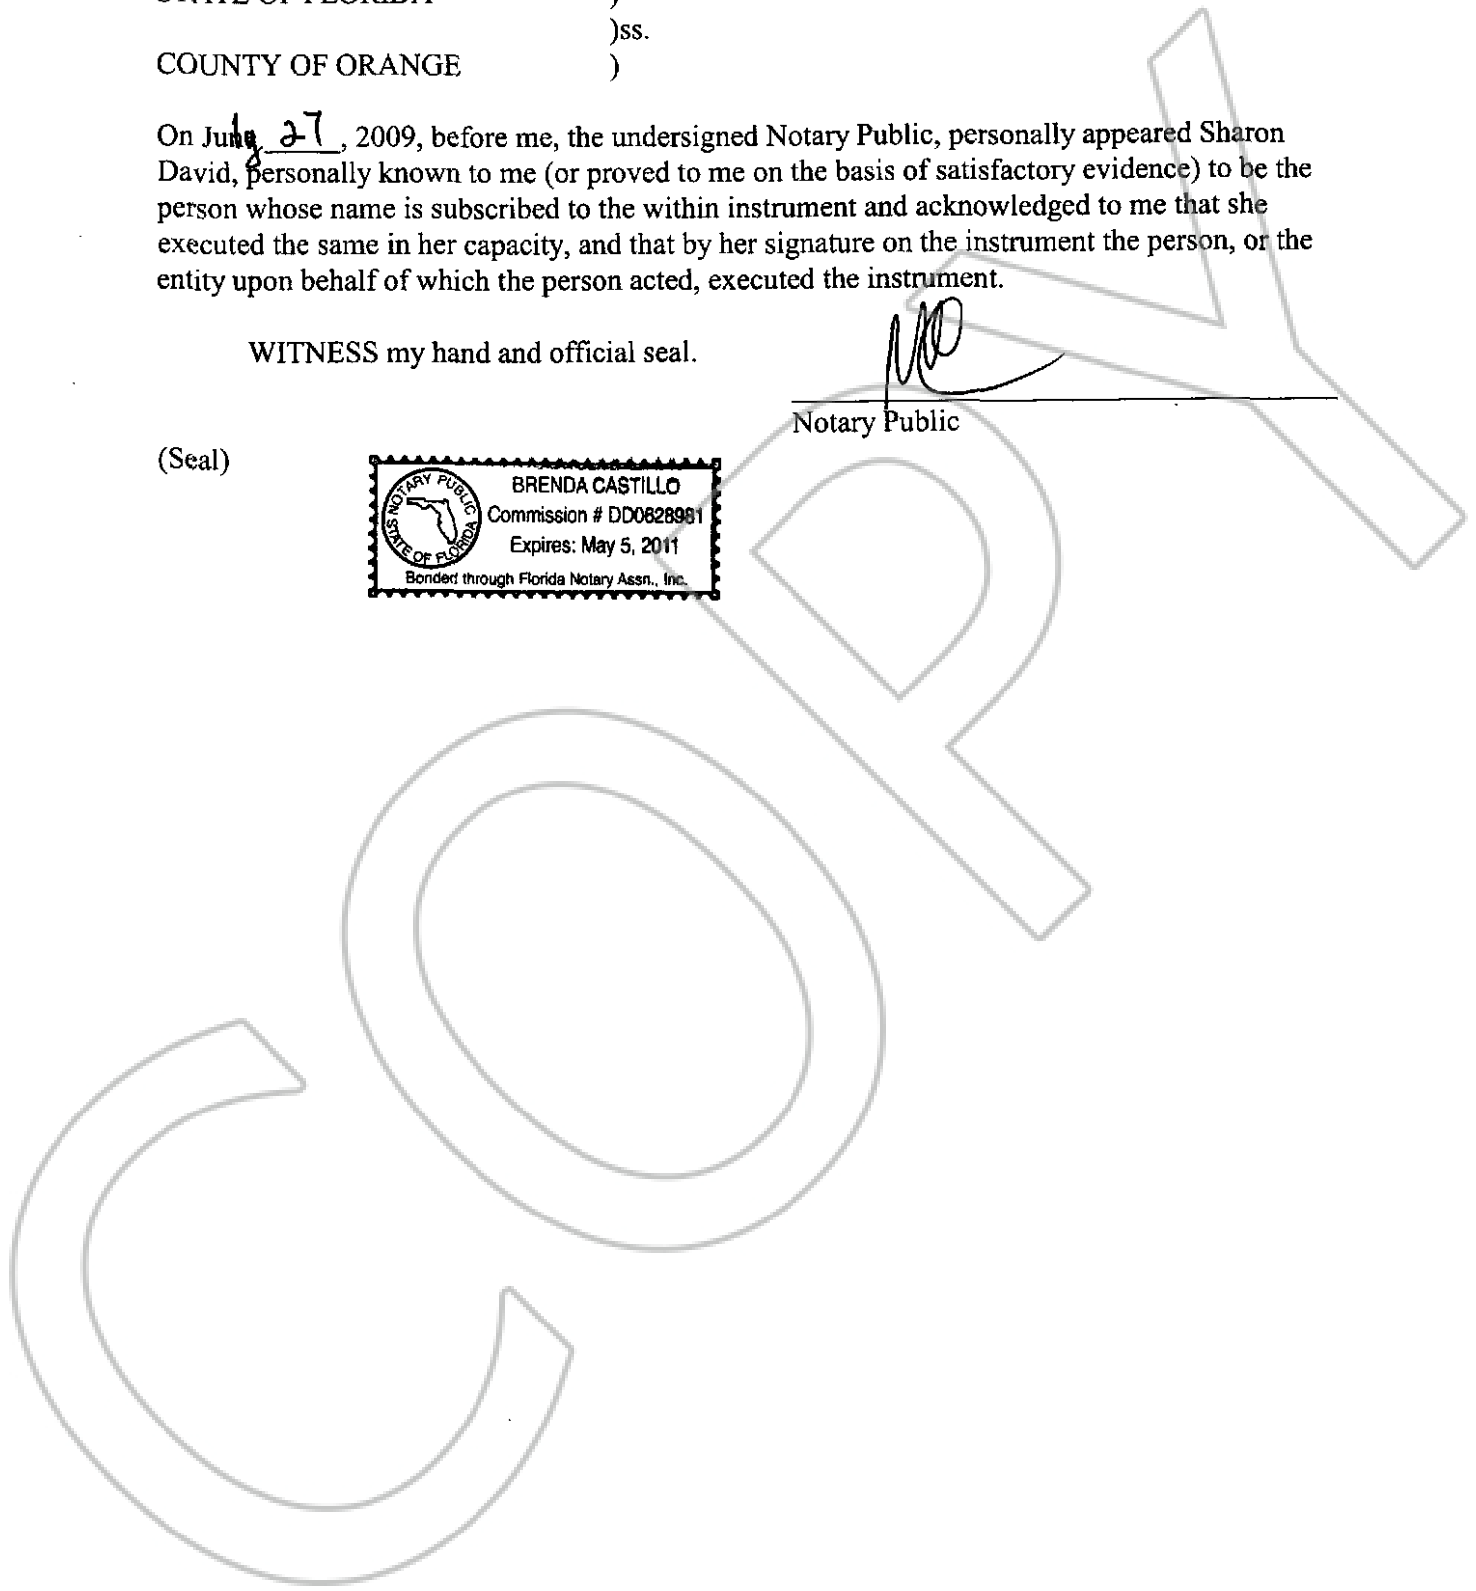 STATE OF FLORIDA )
)ss.
COUNTY OF ORANGE )
On July 27, 2009, before me, the undersigned Notary Public, personally appeared Sharon
David, personally known to me (or proved to me on the basis of satisfactory evidence) to be the
person whose name is subscribed to the within instrument and acknowledged to me that she
executed the same in her capacity, and that by her signature on the instrument the person, or the
entity upon behalf of which the person acted, executed the instrument.
WITNESS my hand and official seal.
Notary Public
(Seal)
NOTARY PUBLIC
STATE OF FLORIDA
BRENDA CASTILLO
Commission # DD0628981
Expires: May 5, 2011
Bonded through Florida Notary Assn., Inc.
COPY